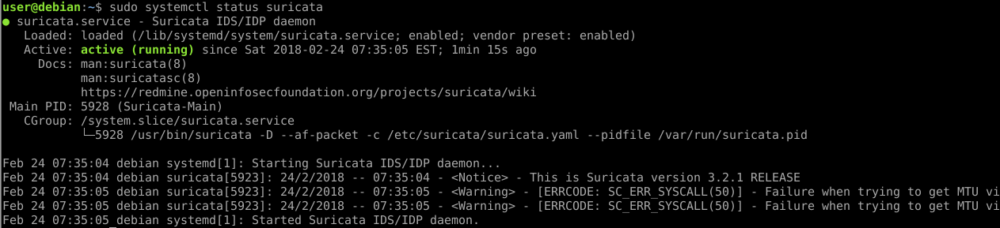 user@debian:~$ sudo systemctl status suricata
● suricata.service - Suricata IDS/IDP daemon
   Loaded: loaded (/lib/systemd/system/suricata.service; enabled; vendor preset: enabled)
   Active: active (running) since Sat 2018-02-24 07:35:05 EST; 1min 15s ago
     Docs: man:suricata(8)
           man:suricatasc(8)
           https://redmine.openinfosecfoundation.org/projects/suricata/wiki
 Main PID: 5928 (Suricata-Main)
   CGroup: /system.slice/suricata.service
           └─5928 /usr/bin/suricata -D --af-packet -c /etc/suricata/suricata.yaml --pidfile /var/run/suricata.pid

Feb 24 07:35:04 debian systemd[1]: Starting Suricata IDS/IDP daemon...
Feb 24 07:35:04 debian suricata[5923]: 24/2/2018 -- 07:35:04 - <Notice> - This is Suricata version 3.2.1 RELEASE
Feb 24 07:35:05 debian suricata[5923]: 24/2/2018 -- 07:35:05 - <Warning> - [ERRCODE: SC_ERR_SYSCALL(50)] - Failure when trying to get MTU vi
Feb 24 07:35:05 debian suricata[5923]: 24/2/2018 -- 07:35:05 - <Warning> - [ERRCODE: SC_ERR_SYSCALL(50)] - Failure when trying to get MTU vi
Feb 24 07:35:05 debian systemd[1]: Started Suricata IDS/IDP daemon.